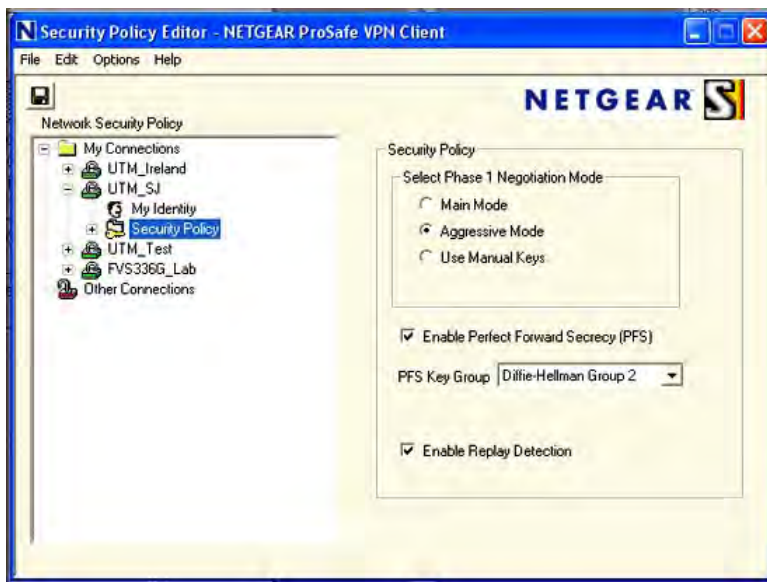 Security Policy Editor - NETGEAR ProSafe VPN Client
File Edit Options Help
NETGEAR
Network Security Policy
My Connections
UTM_Ireland
UTM_SJ
My Identity
Security Policy
UTM_Test
FVS336G_Lab
Other Connections
Security Policy
Select Phase 1 Negotiation Mode
Main Mode
Aggressive Mode
Use Manual Keys
Enable Perfect Forward Secrecy (PFS)
PFS Key Group Diffie-Hellman Group 2
Enable Replay Detection